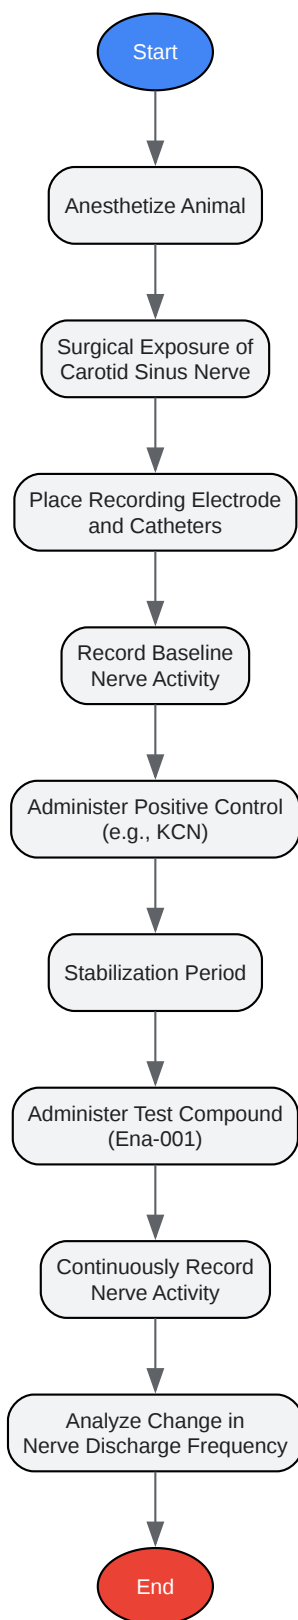 Start
Anesthetize Animal
Surgical Exposure of
Carotid Sinus Nerve
Place Recording Electrode
and Catheters
Record Baseline
Nerve Activity
Administer Positive Control
(e.g., KCN)
Stabilization Period
Administer Test Compound
(Ena-001)
Continuously Record
Nerve Activity
Analyze Change in
Nerve Discharge Frequency
End